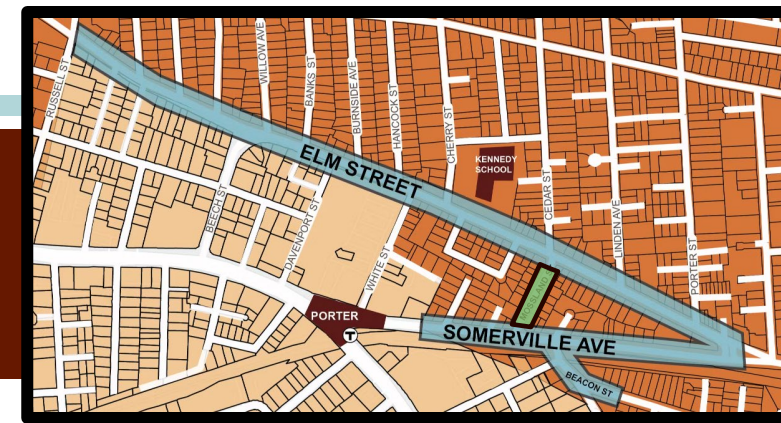 RUSSELL ST
WILLOW AVE
BANKS ST
BURNSIDE AVE
HANCOCK ST
CHERRY ST
KENNEDY
SCHOOL
CEDAR ST
LINDEN AVE
PORTER ST
ELM STREET
BEECH ST
DAVENPORT ST
WHITE ST
MOSSLAND
PORTER
T
SOMERVILLE AVE
BEACON ST